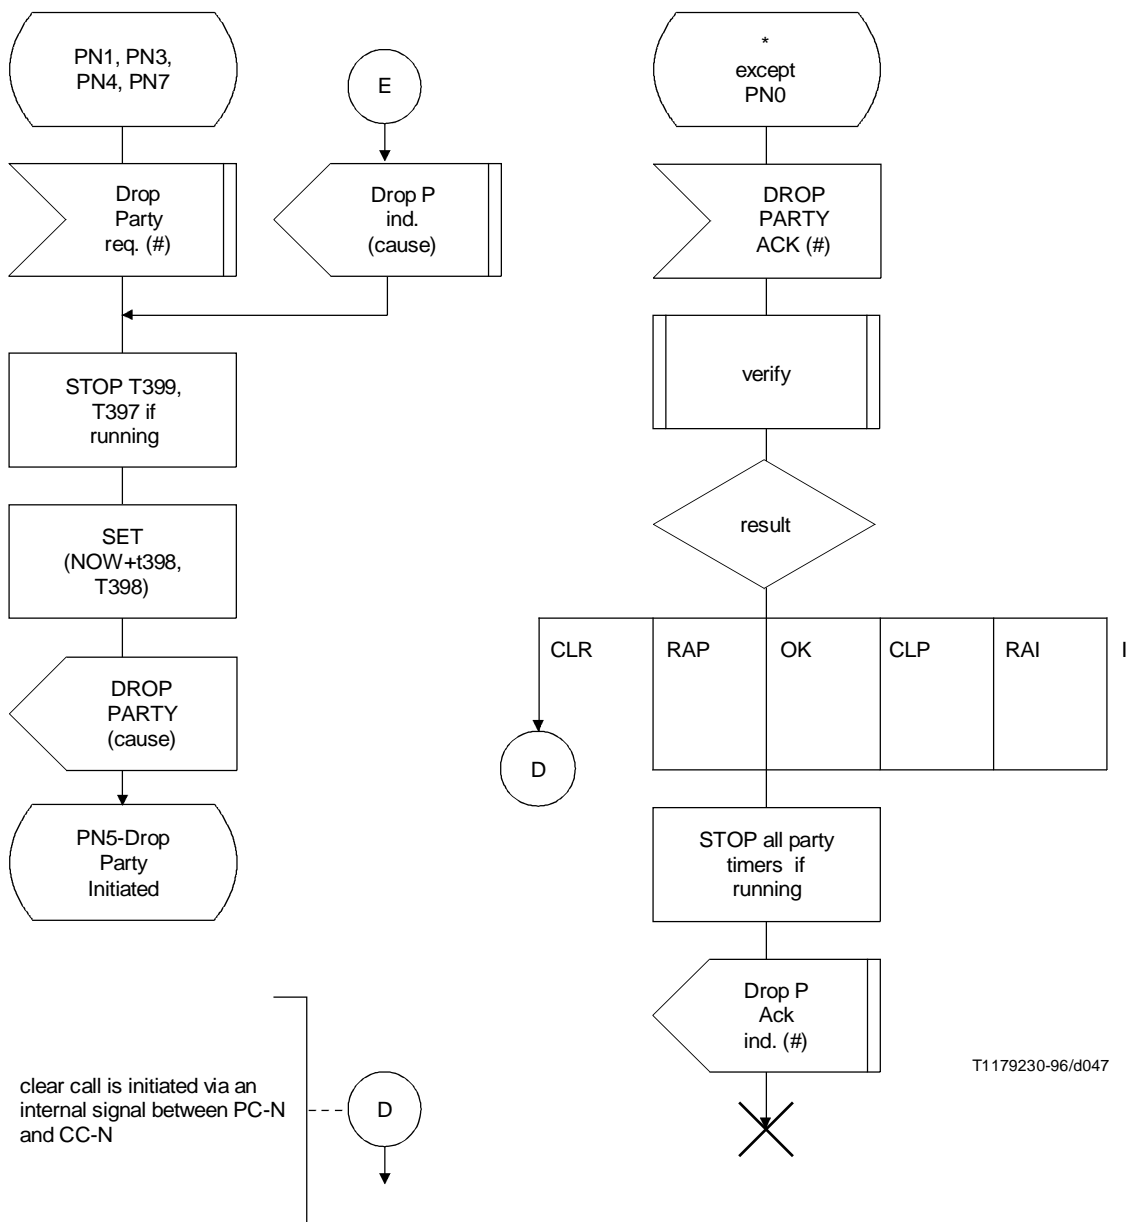 PN1, PN3,
PN4, PN7
E
Drop
Party
req. (#)
Drop P
ind.
(cause)
STOP T399,
T397 if
running
SET
(NOW+t398,
T398)
DROP
PARTY
(cause)
PN5-Drop
Party
Initiated
clear call is initiated via an
internal signal between PC-N
and CC-N
D
*
except
PN0
DROP
PARTY
ACK (#)
verify
result
CLR
RAP
OK
CLP
RAI
I
D
STOP all party
timers if
running
Drop P
Ack
ind. (#)
T1179230-96/d047